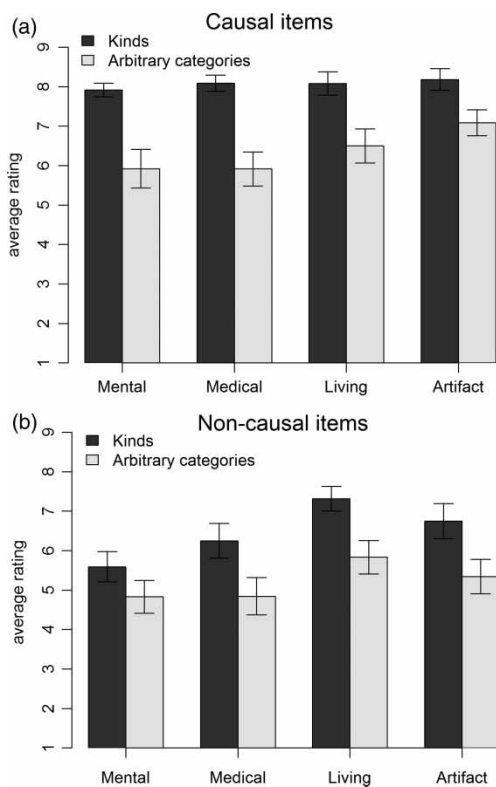 (a) Causal items
Kinds
Arbitrary categories
average rating
9
8
7
6
5
4
3
2
1
Mental Medical Living Artifact
(b) Non-causal items
Kinds
Arbitrary categories
average rating
9
8
7
6
5
4
3
2
1
Mental Medical Living Artifact